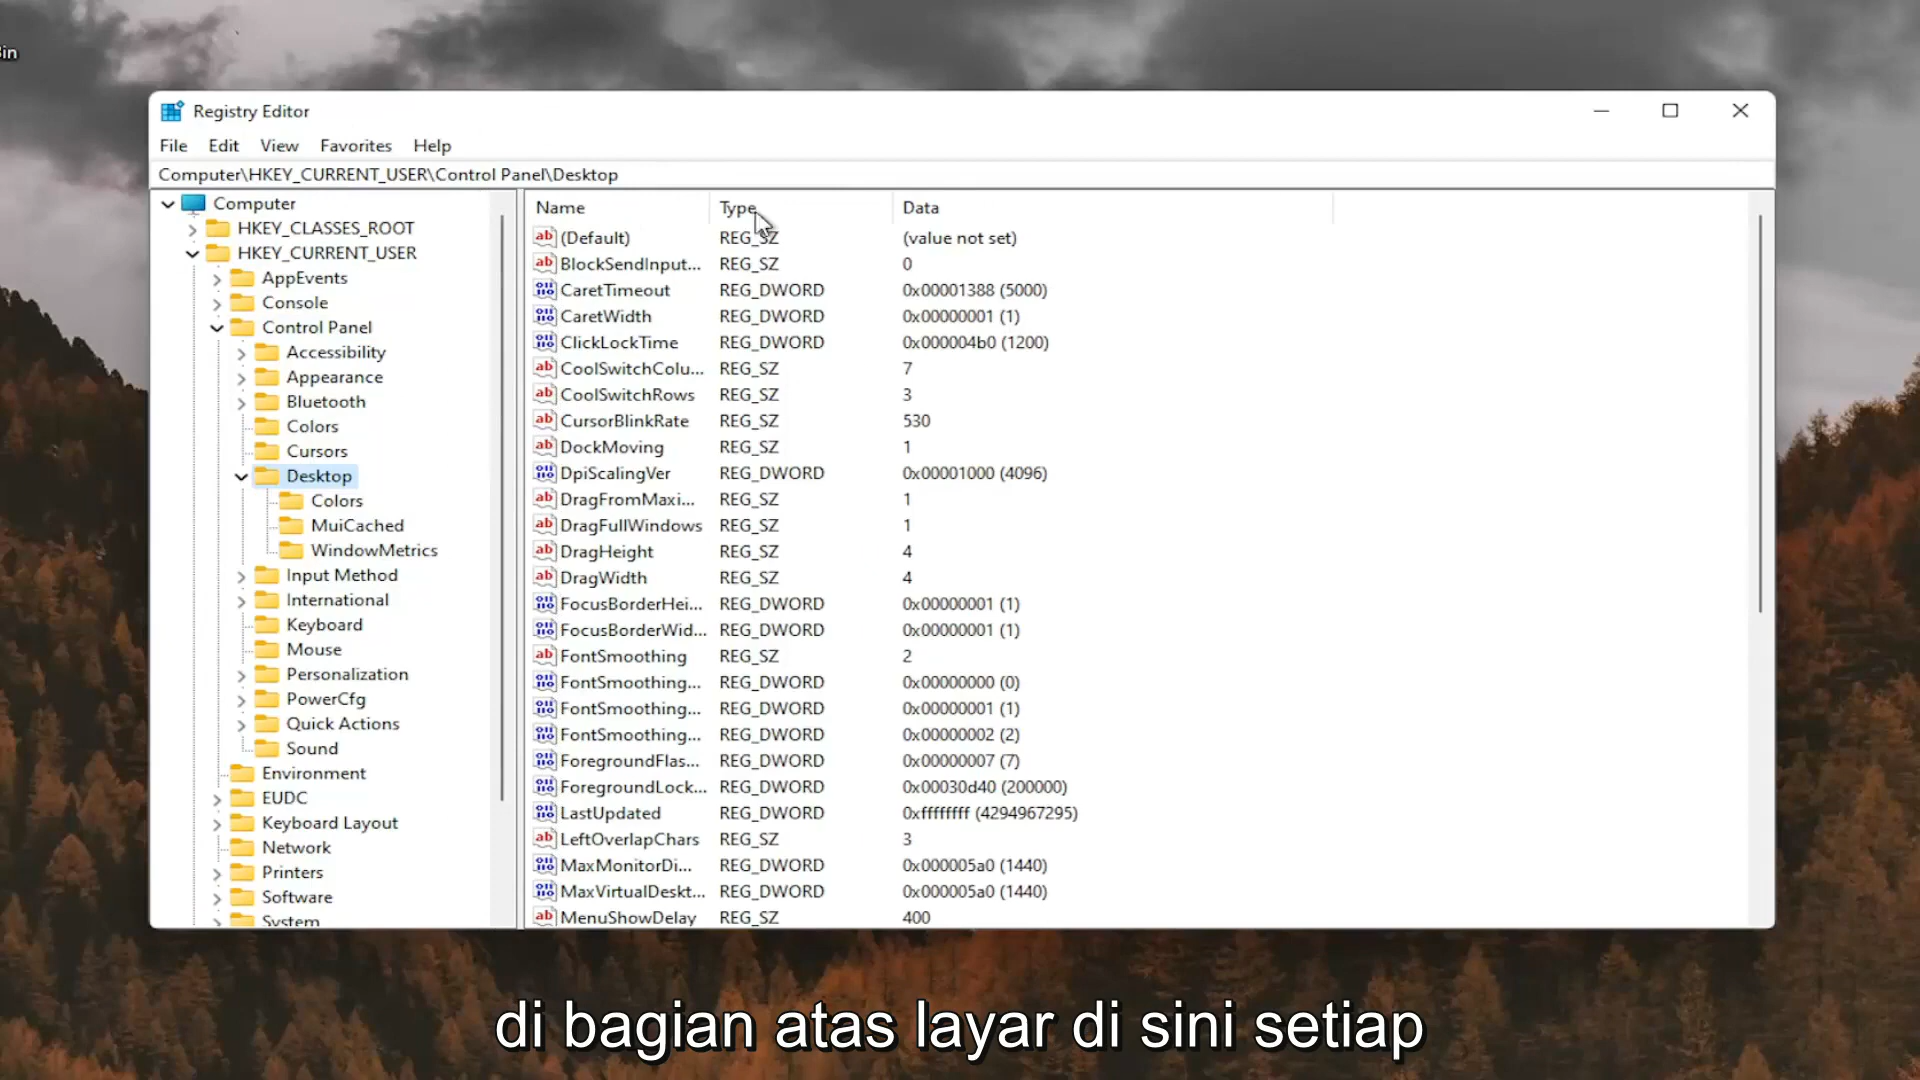 Registry Editor
File Edit View Favorites Help
Computer\HKEY_CURRENT_USER\Control Panel\Desktop
Computer
HKEY_CLASSES_ROOT
HKEY_CURRENT_USER
AppEvents
Console
Control Panel
Accessibility
Appearance
Bluetooth
Colors
Cursors
Desktop
Colors
MuiCached
WindowMetrics
Input Method
International
Keyboard
Mouse
Personalization
PowerCfg
Quick Actions
Sound
Environment
EUDC
Keyboard Layout
Network
Printers
Software
System
Name Type Data
(Default) REG_SZ (value not set)
BlockSendInput... REG_SZ 0
CaretTimeout REG_DWORD 0x00001388 (5000)
CaretWidth REG_DWORD 0x00000001 (1)
ClickLockTime REG_DWORD 0x000004b0 (1200)
CoolSwitchColu... REG_SZ 7
CoolSwitchRows REG_SZ 3
CursorBlinkRate REG_SZ 530
DockMoving REG_SZ 1
DpiScalingVer REG_DWORD 0x00001000 (4096)
DragFromMaxi... REG_SZ 1
DragFullWindows REG_SZ 1
DragHeight REG_SZ 4
DragWidth REG_SZ 4
FocusBorderHei... REG_DWORD 0x00000001 (1)
FocusBorderWid... REG_DWORD 0x00000001 (1)
FontSmoothing REG_SZ 2
FontSmoothing... REG_DWORD 0x00000000 (0)
FontSmoothing... REG_DWORD 0x00000001 (1)
FontSmoothing... REG_DWORD 0x00000002 (2)
ForegroundFlas... REG_DWORD 0x00000007 (7)
ForegroundLock... REG_DWORD 0x00030d40 (200000)
LastUpdated REG_DWORD 0xffffffff (4294967295)
LeftOverlapChars REG_SZ 3
MaxMonitorDi... REG_DWORD 0x000005a0 (1440)
MaxVirtualDeskt... REG_DWORD 0x000005a0 (1440)
MenuShowDelay REG_SZ 400
di bagian atas layar di sini setiap